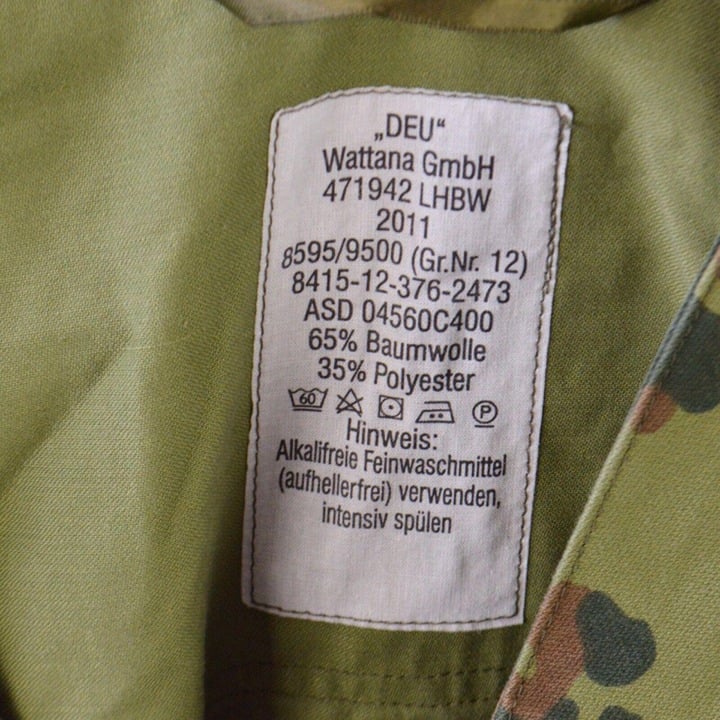 „DEU“
Wattana GmbH
471942 LHBW
2011
8595/9500 (Gr.Nr. 12)
8415-12-376-2473
ASD 04560C400
65% Baumwolle
35% Polyester
60 P
Hinweis:
Alkalifreie Feinwaschmittel
(aufhellerfrei) verwenden,
intensiv spülen